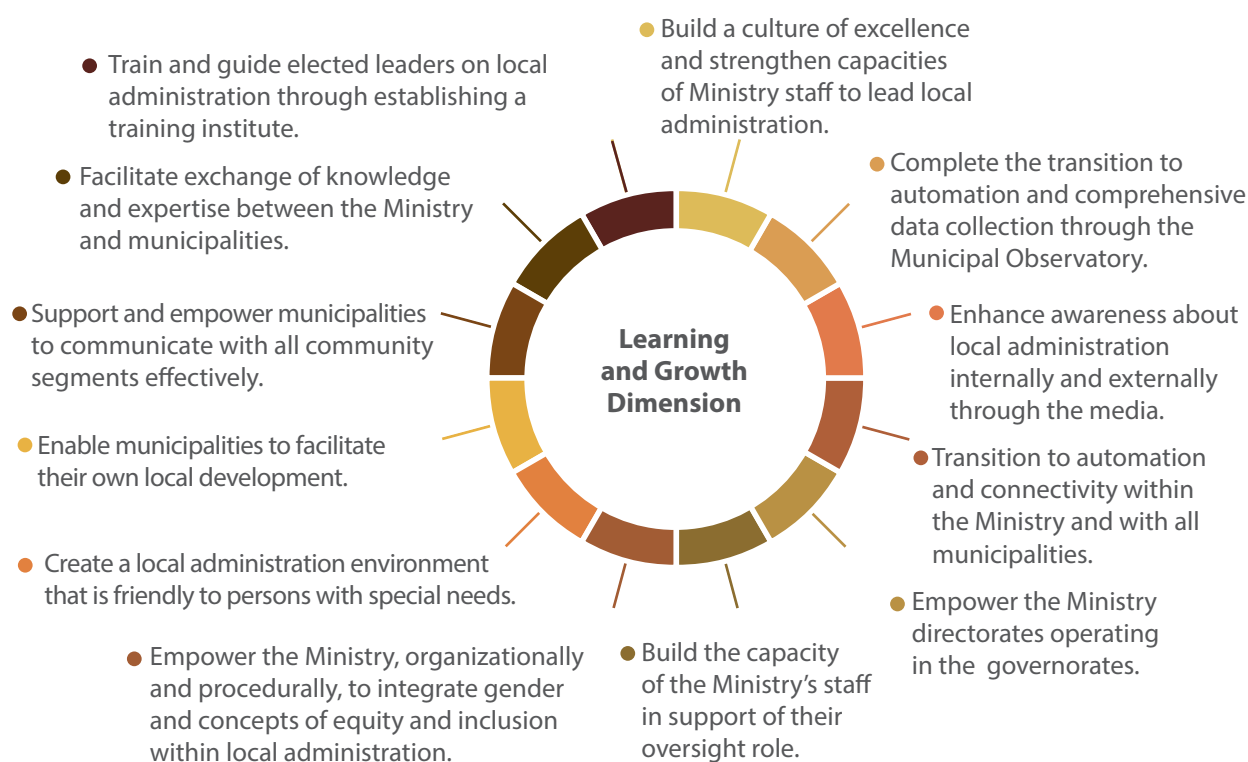 Build a culture of excellence
and strengthen capacities
of Ministry staff to lead local
administration.
Complete the transition to
automation and comprehensive
data collection through the
Municipal Observatory.
Enhance awareness about
local administration
internally and externally
through the media.
Transition to automation
and connectivity within
the Ministry and with all
municipalities.
Empower the Ministry
directorates operating
in the governorates.
Build the capacity
of the Ministry's staff
in support of their
oversight role.
Empower the Ministry, organizationally
and procedurally, to integrate gender
and concepts of equity and inclusion
within local administration.
Create a local administration environment
that is friendly to persons with special needs.
Enable municipalities to facilitate
their own local development.
Support and empower municipalities
to communicate with all community
segments effectively.
Facilitate exchange of knowledge
and expertise between the Ministry
and municipalities.
Train and guide elected leaders on local
administration through establishing a
training institute.
Learning
and Growth
Dimension